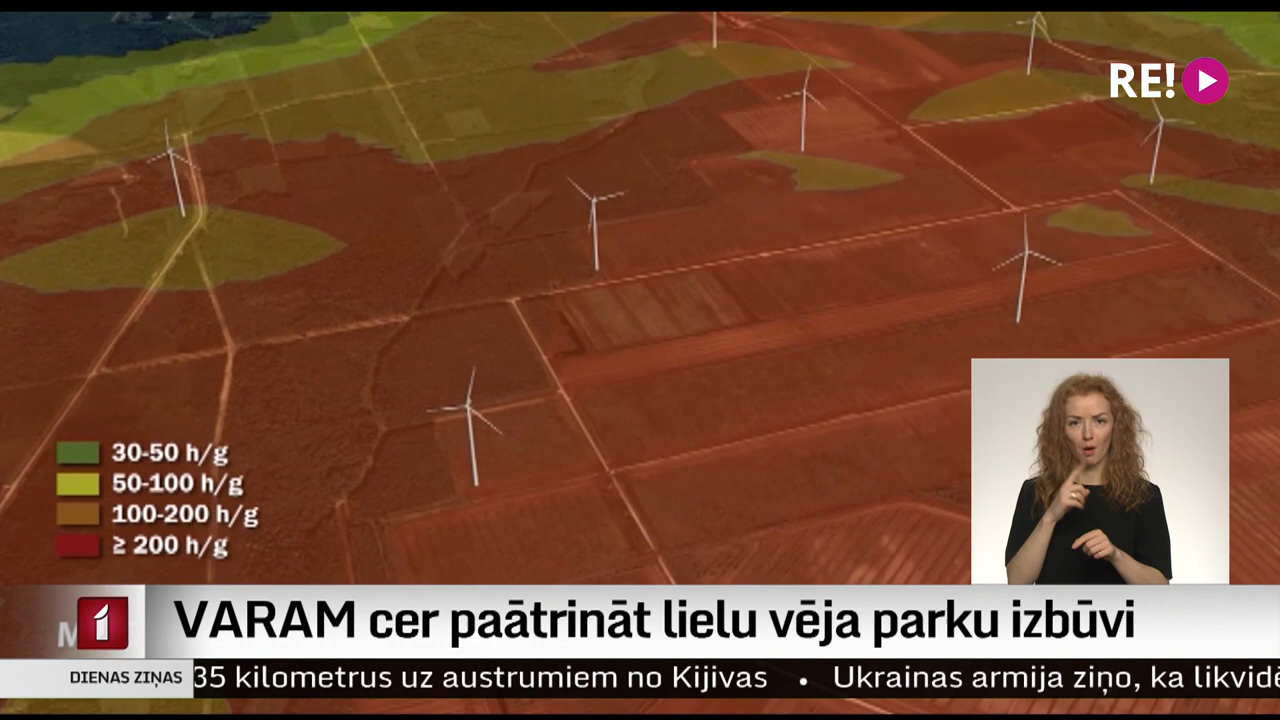 RE!
30-50 h/g
50-100 h/g
100-200 h/g
≥ 200 h/g
1
VARAM cer paātrināt lielu vēja parku izbūvi
DIENAS ZIŅAS
35 kilometrus uz austrumiem no Kijivas • Ukrainas armija ziņo, ka